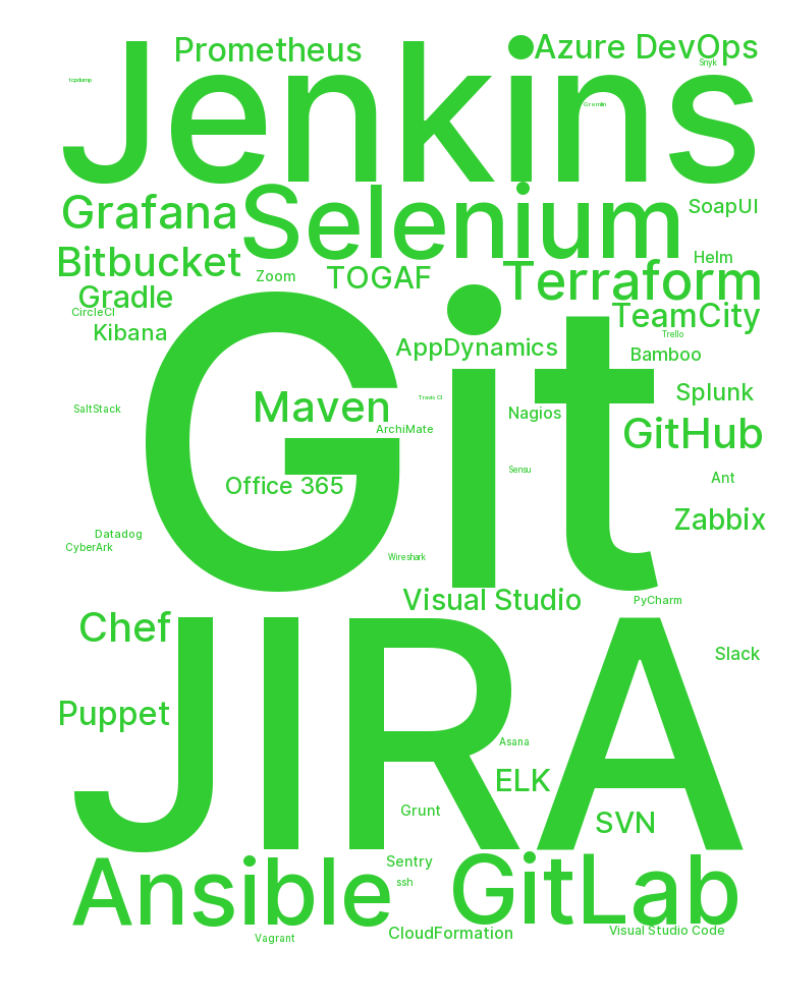 Prometheus
Azure DevOps
Snyk
tcpdump
Jenkins
Gremlin
Grafana
Selenium
SoapUI
Bitbucket
Zoom
TOGAF
Helm
Terraform
Gradle
CircleCI
TeamCity
Kibana
Trello
AppDynamics
Bamboo
Git
Splunk
Travis CI
SaltStack
Maven
Nagios
ArchiMate
GitHub
Sensu
Ant
Office 365
Zabbix
Datadog
CyberArk
Wireshark
Visual Studio
PyCharm
Chef
JIRA
Slack
Puppet
Asana
ELK
Grunt
SVN
Sentry
ssh
Ansible
GitLab
Vagrant
CloudFormation
Visual Studio Code